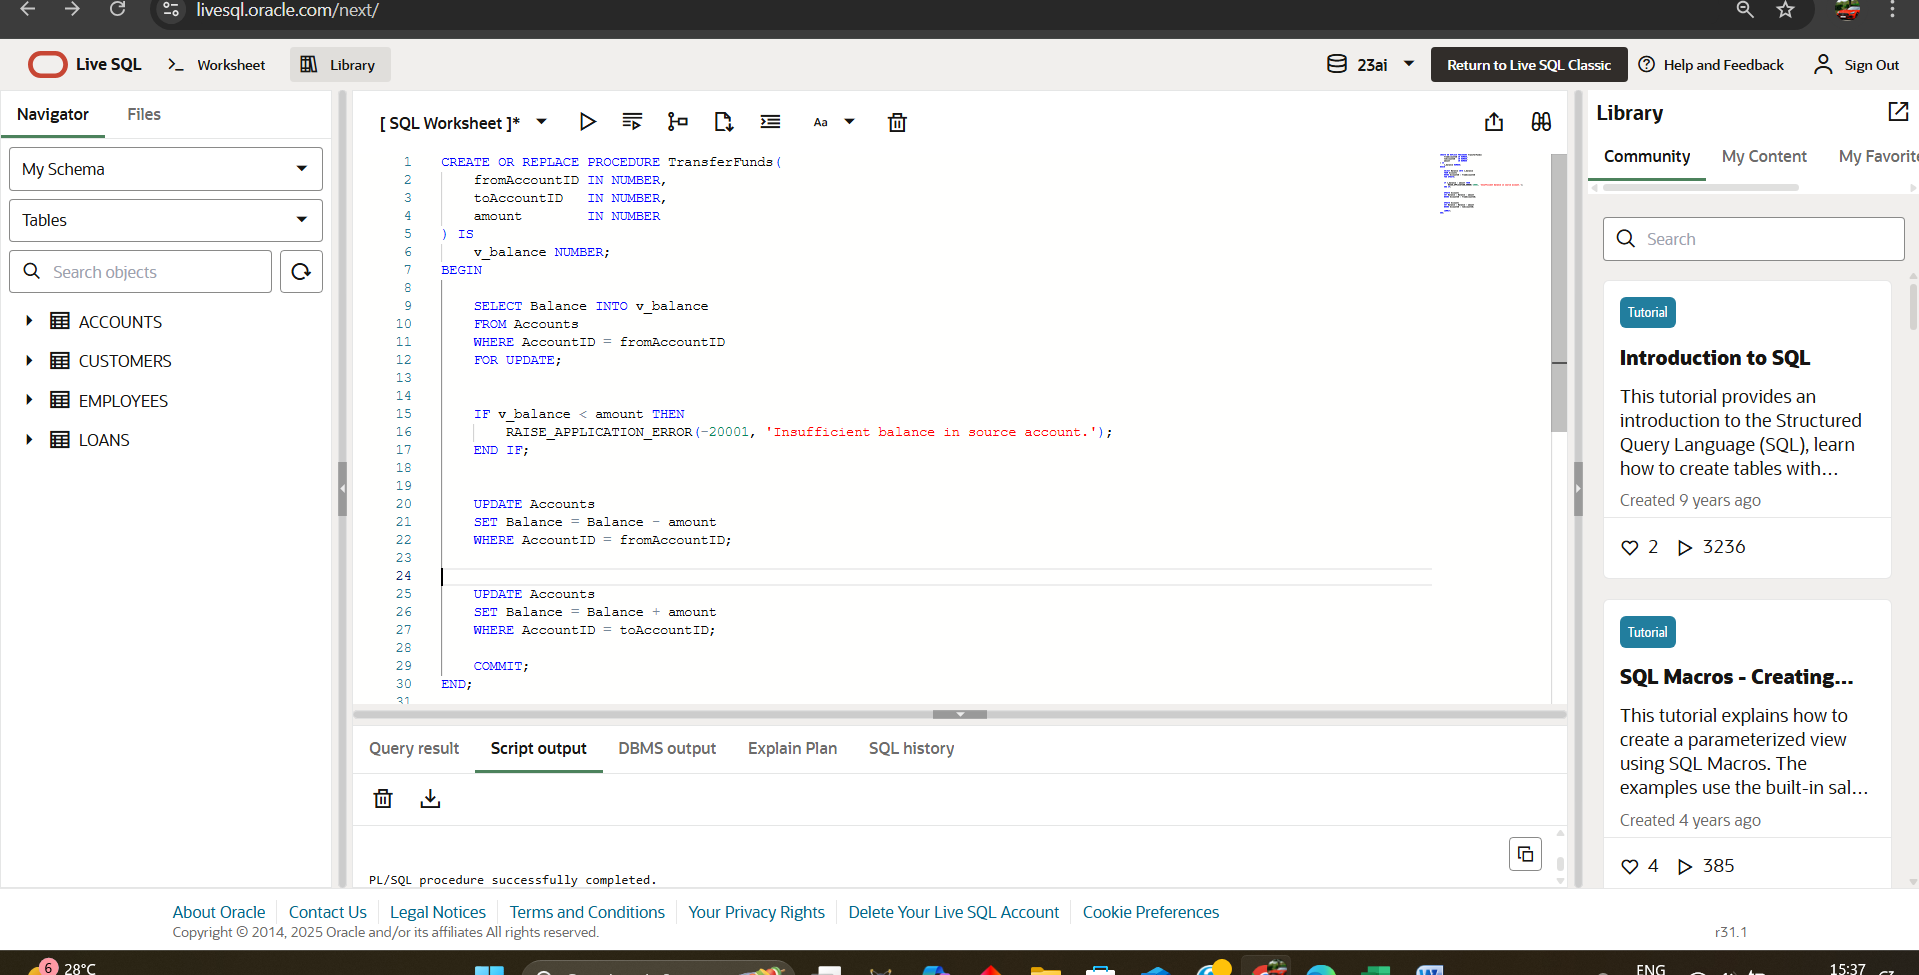 livesql.oracle.com/next/
Live SQL
Worksheet
Library
23ai
Return to Live SQL Classic
Help and Feedback
Sign Out
Navigator
Files
My Schema
Tables
Search objects
ACCOUNTS
CUSTOMERS
EMPLOYEES
LOANS
[ SQL Worksheet ]*
Aa
1 CREATE OR REPLACE PROCEDURE TransferFunds(
2 fromAccountID IN NUMBER,
3 toAccountID IN NUMBER,
4 amount IN NUMBER
5 ) IS
6 v_balance NUMBER;
7 BEGIN
8
9 SELECT Balance INTO v_balance
10 FROM Accounts
11 WHERE AccountID = fromAccountID
12 FOR UPDATE;
13
14
15 IF v_balance < amount THEN
16 RAISE_APPLICATION_ERROR(-20001, 'Insufficient balance in source account.');
17 END IF;
18
19
20 UPDATE Accounts
21 SET Balance = Balance - amount
22 WHERE AccountID = fromAccountID;
23
24
25 UPDATE Accounts
26 SET Balance = Balance + amount
27 WHERE AccountID = toAccountID;
28
29 COMMIT;
30 END;
31
Query result
Script output
DBMS output
Explain Plan
SQL history
PL/SQL procedure successfully completed.
Library
Community
My Content
My Favorite
Search
Tutorial
Introduction to SQL
This tutorial provides an
introduction to the Structured
Query Language (SQL), learn
how to create tables with...
Created 9 years ago
2
3236
Tutorial
SQL Macros - Creating...
This tutorial explains how to
create a parameterized view
using SQL Macros. The
examples use the built-in sal...
Created 4 years ago
4
385
About Oracle
Contact Us
Legal Notices
Terms and Conditions
Your Privacy Rights
Delete Your Live SQL Account
Cookie Preferences
Copyright © 2014, 2025 Oracle and/or its affiliates All rights reserved.
r31.1
6
28°C
ENG
15:37